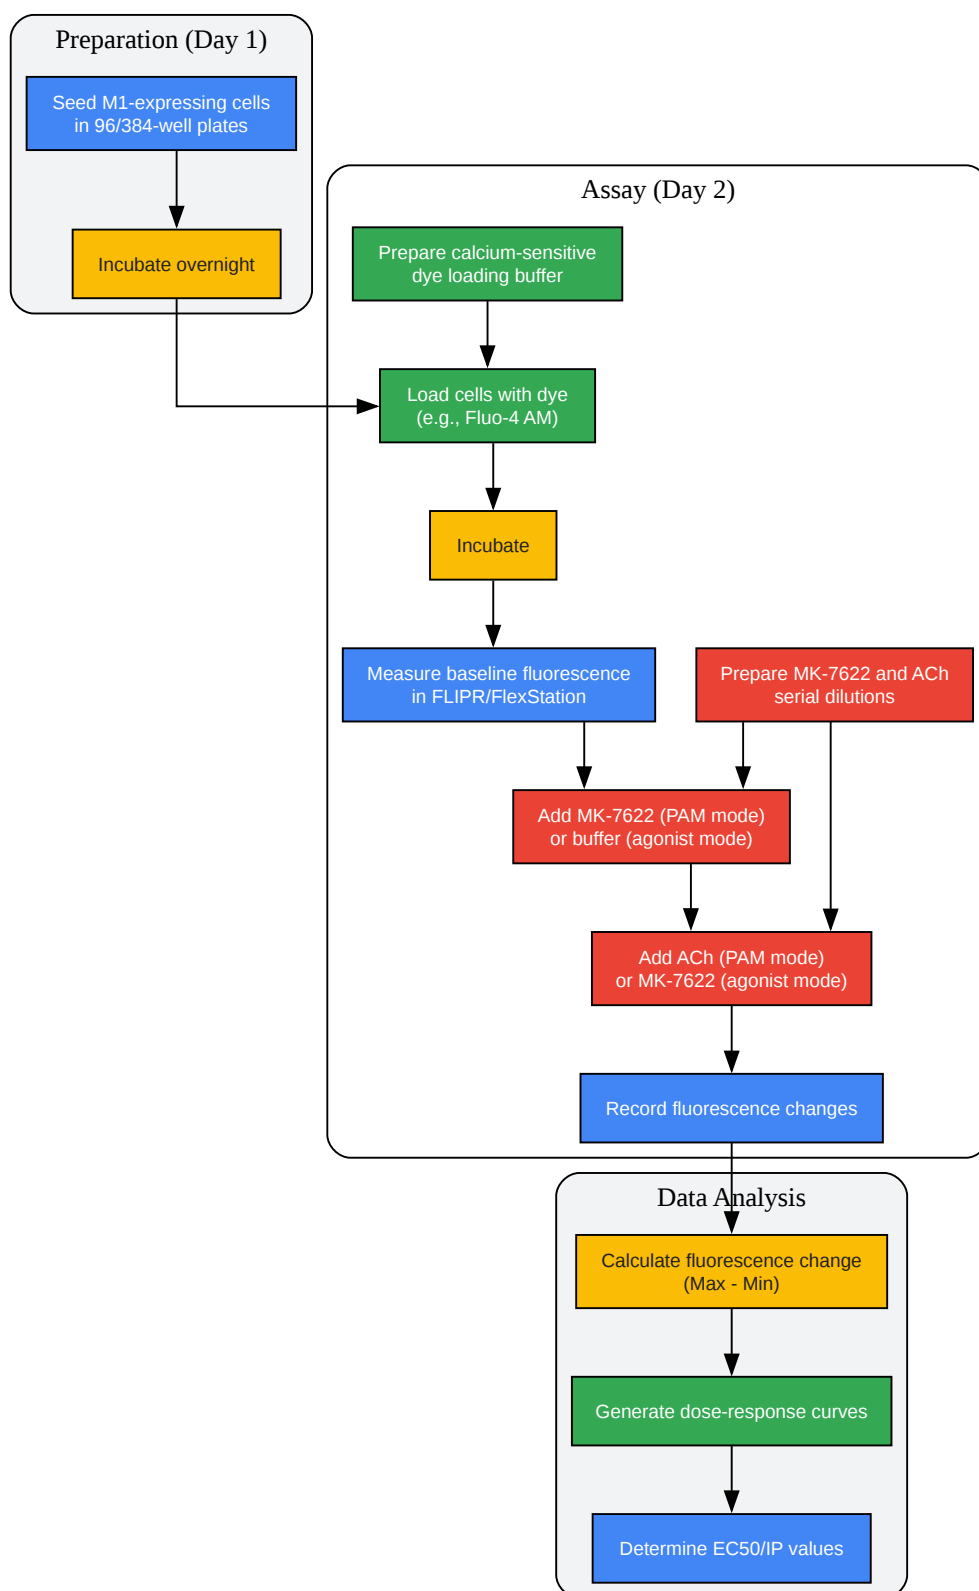 Preparation (Day 1)
Seed M1-expressing cells
in 96/384-well plates
Incubate overnight
Assay (Day 2)
Prepare calcium-sensitive
dye loading buffer
Load cells with dye
(e.g., Fluo-4 AM)
Incubate
Measure baseline fluorescence
in FLIPR/FlexStation
Prepare MK-7622 and ACh
serial dilutions
Add MK-7622 (PAM mode)
or buffer (agonist mode)
Add ACh (PAM mode)
or MK-7622 (agonist mode)
Record fluorescence changes
Data Analysis
Calculate fluorescence change
(Max - Min)
Generate dose-response curves
Determine EC50/IP values